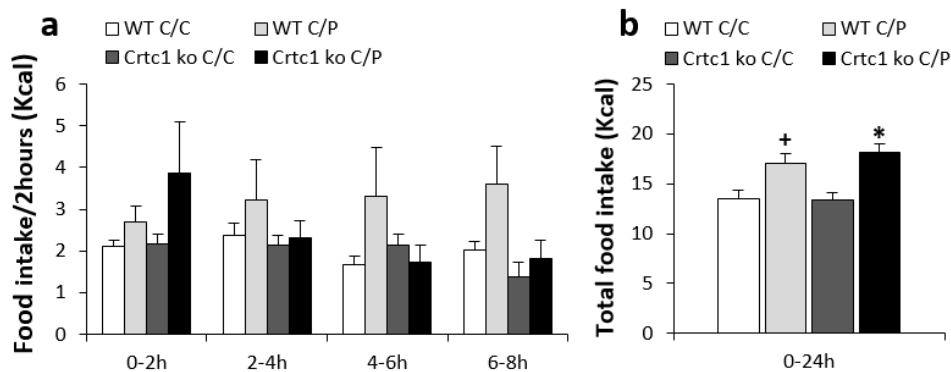 a
WT C/C
WT C/P
Crtc1 ko C/C
Crtc1 ko C/P
Food intake/2hours (Kcal)
6
5
4
3
2
1
0
0-2h
2-4h
4-6h
6-8h
b
WT C/C
WT C/P
Crtc1 ko C/C
Crtc1 ko C/P
Total food intake (Kcal)
25
20
15
10
5
0
+
*
0-24h